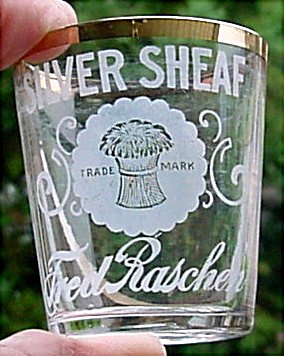 SILVER SHEAF
TRADE MARK
Fred Raschen